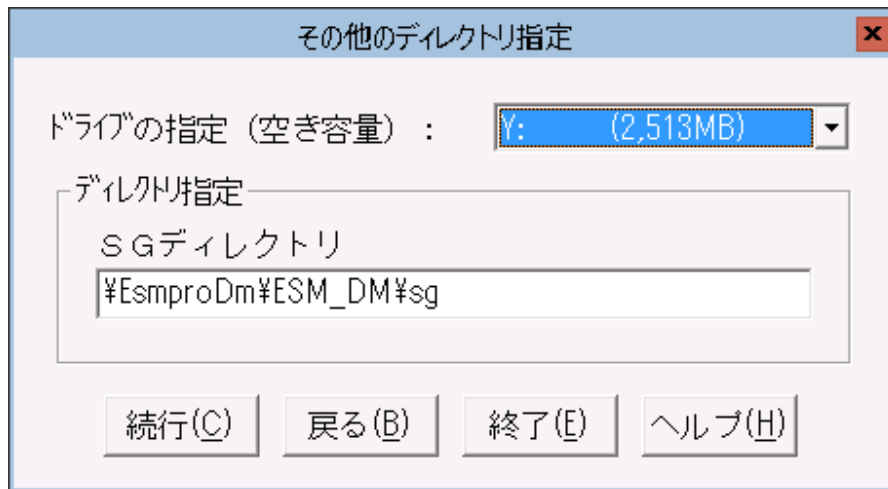 その他のディレクトリ指定
ﾄﾞﾗｲﾌﾞの指定（空き容量）：
Y: (2,513MB)
ﾃﾞｨﾚｸﾄﾘ指定
ＳＧディレクトリ
¥EsmproDm¥ESM_DM¥sg
続行(C) 戻る(B) 終了(E) ヘルプ(H)